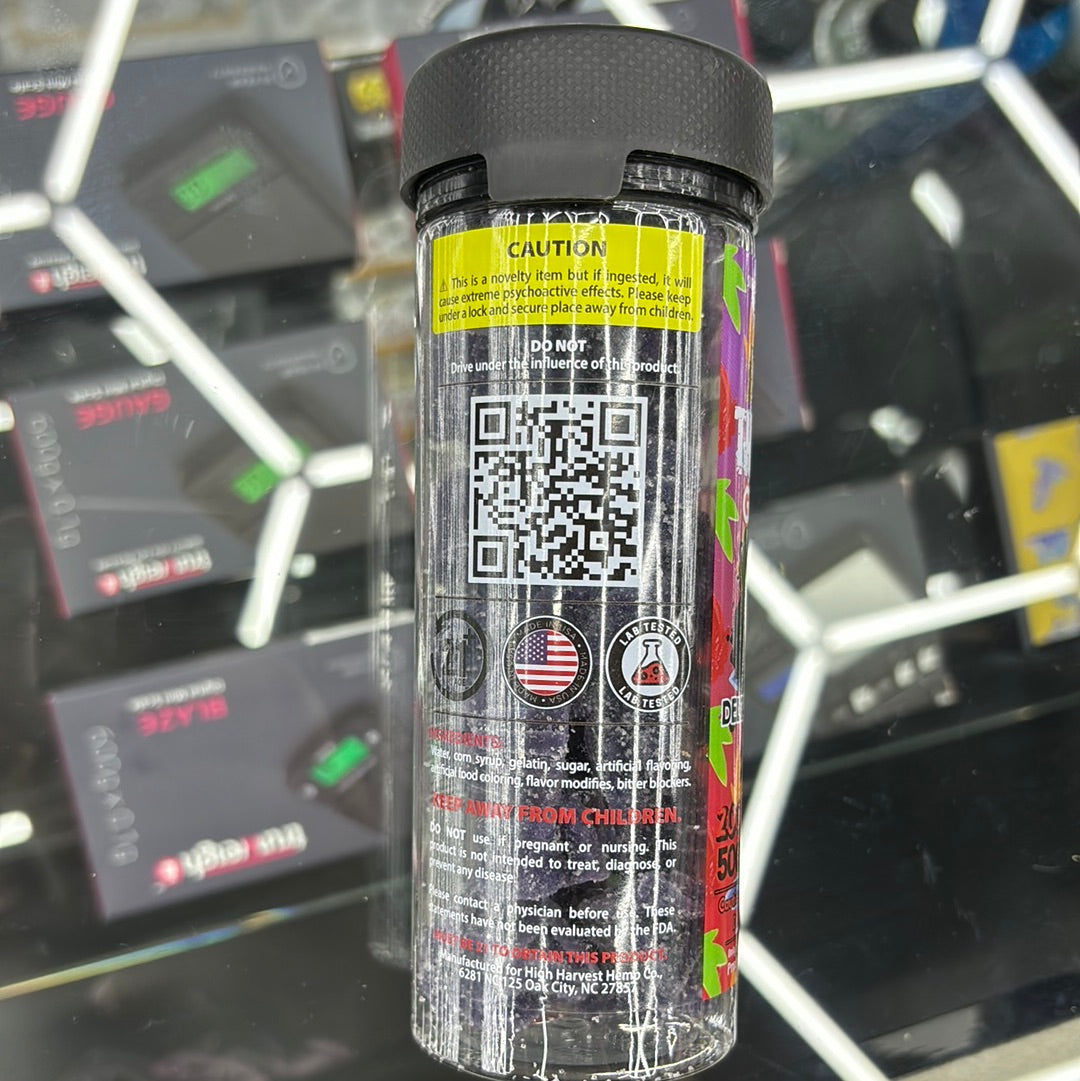 CAUTION
⚠ This is a novelty item but if ingested, it will
cause extreme psychoactive effects. Please keep
under a lock and secure place away from children.
DO NOT
Drive under the influence of this product.
21
MADE IN USA • MADE IN USA •
LAB TESTED
LAB TESTED
INGREDIENTS:
Water, corn syrup, gelatin, sugar, artificial flavoring,
artificial food coloring, flavor modifies, bitter blockers.
KEEP AWAY FROM CHILDREN.
DO NOT use if pregnant or nursing. This
product is not intended to treat, diagnose, or
prevent any disease.
Please contact a physician before use. These
statements have not been evaluated by the FDA.
MUST BE 21 TO OBTAIN THIS PRODUCT.
Manufactured for High Harvest Hemp Co.,
6281 NC 125 Oak City, NC 27857
GAUGE
truweigh
GAUGE
truweigh
BLAZE
truweigh